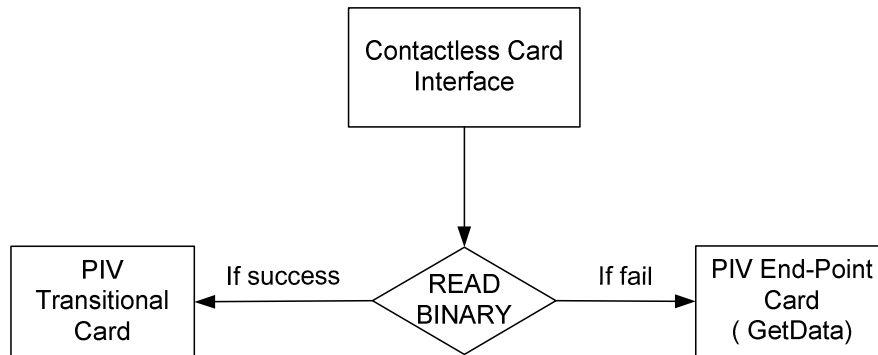 Contactless Card
Interface
If success
If fail
PIV
Transitional
Card
READ
BINARY
PIV End-Point
Card
( GetData)